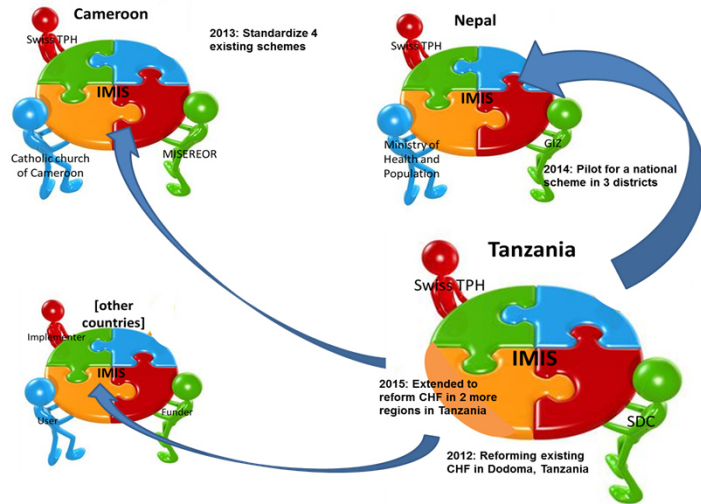 Cameroon
Swiss TPH
2013: Standardize 4
existing schemes
IMIS
Catholic church
of Cameroon
MISEREOR
Nepal
Swiss TPH
IMIS
Ministry of
Health and
Population
GIZ
2014: Pilot for a national
scheme in 3 districts
Tanzania
Swiss TPH
IMIS
2015: Extended to
reform CHF in 2 more
regions in Tanzania
SDC
2012: Reforming existing
CHF in Dodoma, Tanzania
[other
countries]
Implementer
IMIS
User
Funder